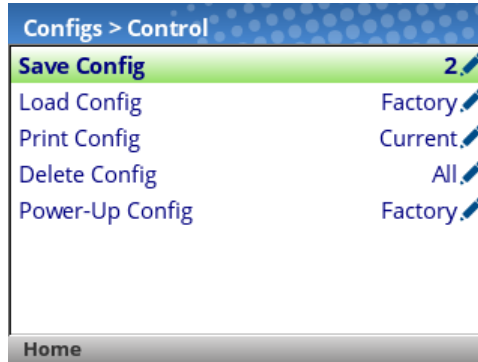 Configs > Control
Save Config 2
Load Config Factory
Print Config Current
Delete Config All
Power-Up Config Factory
Home